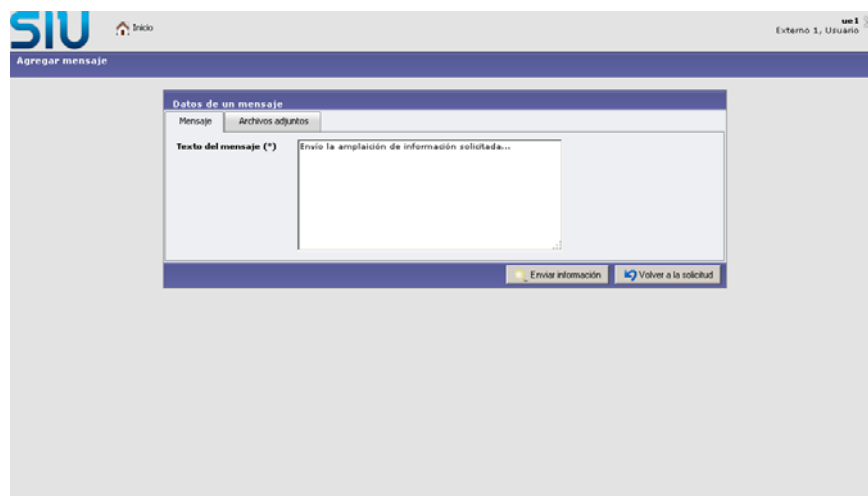 SIU
Inicio
ue1
Externo 1, Usuario
Agregar mensaje
Datos de un mensaje
Mensaje
Archivos adjuntos
Texto del mensaje (*)
Envío la amplaición de información solicitada...
Enviar información
Volver a la solicitud